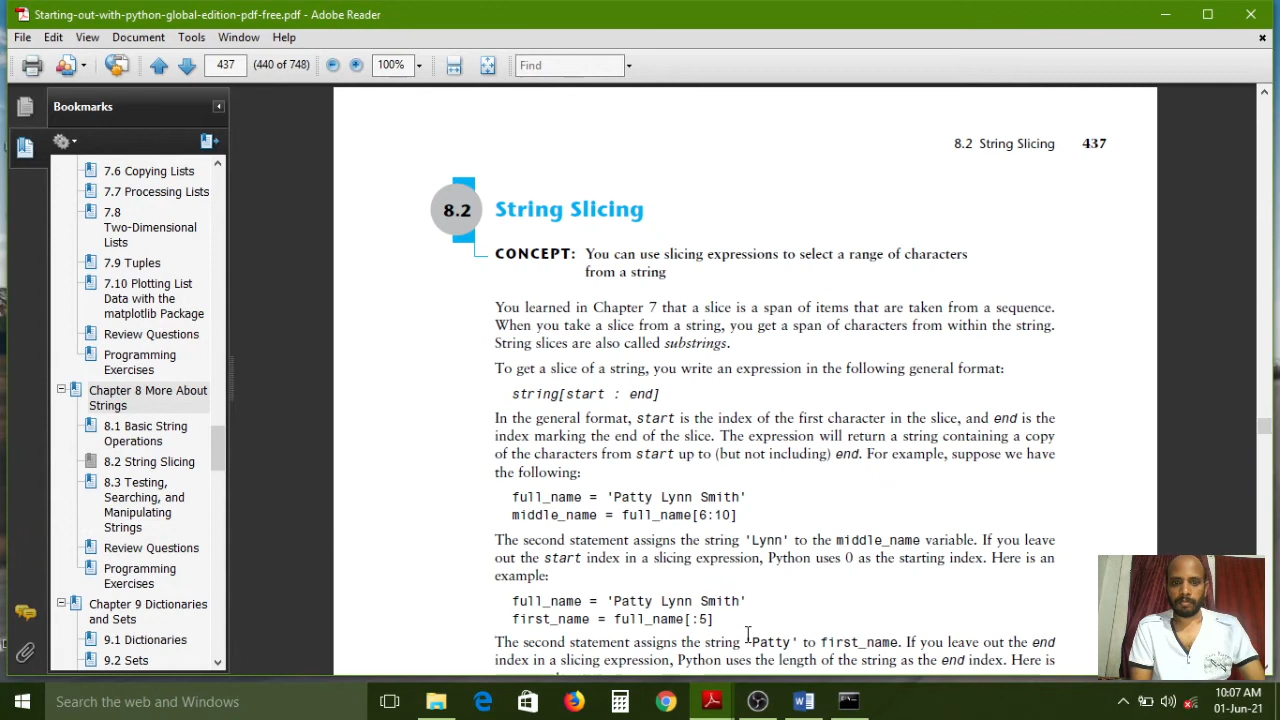 Starting-out-with-python-global-edition-pdf-free.pdf - Adobe Reader
File Edit View Document Tools Window Help
437 (440 of 748) 100% Find
Bookmarks
7.6 Copying Lists
7.7 Processing Lists
7.8
Two-Dimensional
Lists
7.9 Tuples
7.10 Plotting List
Data with the
matplotlib Package
Review Questions
Programming
Exercises
Chapter 8 More About
Strings
8.1 Basic String
Operations
8.2 String Slicing
8.3 Testing,
Searching, and
Manipulating
Strings
Review Questions
Programming
Exercises
Chapter 9 Dictionaries
and Sets
9.1 Dictionaries
9.2 Sets
8.2 String Slicing 437
8.2 String Slicing
CONCEPT: You can use slicing expressions to select a range of characters
from a string
You learned in Chapter 7 that a slice is a span of items that are taken from a sequence.
When you take a slice from a string, you get a span of characters from within the string.
String slices are also called substrings.
To get a slice of a string, you write an expression in the following general format:
string[start : end]
In the general format, start is the index of the first character in the slice, and end is the
index marking the end of the slice. The expression will return a string containing a copy
of the characters from start up to (but not including) end. For example, suppose we have
the following:
full_name = 'Patty Lynn Smith'
middle_name = full_name[6:10]
The second statement assigns the string 'Lynn' to the middle_name variable. If you leave
out the start index in a slicing expression, Python uses 0 as the starting index. Here is an
example:
full_name = 'Patty Lynn Smith'
first_name = full_name[:5]
The second statement assigns the string 'Patty' to first_name. If you leave out the end
index in a slicing expression, Python uses the length of the string as the end index. Here is
Search the web and Windows
10:07 AM
01-Jun-21